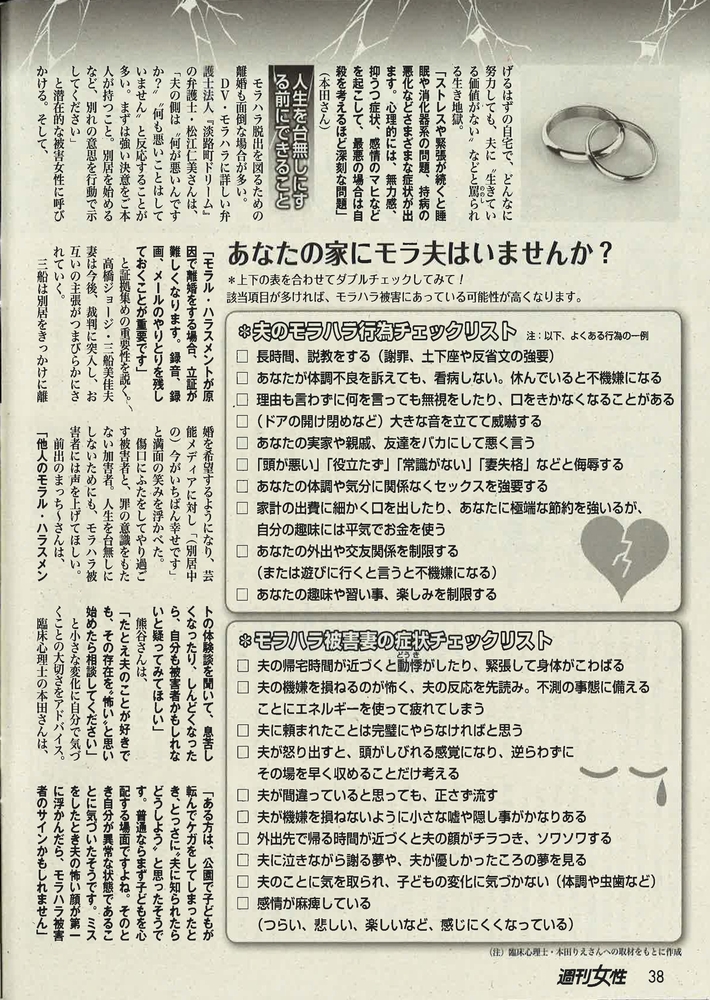 げるはずの自宅で、どんなに
努力しても、夫に〝生きてい
る価値がない〟などと罵られ
ののし
る生き地獄。
「ストレスや緊張が続くと睡
眠や消化器系の問題、持病の
悪化などさまざまな症状が出
ます。心理的には、無力感、
抑うつ症状、感情のマヒなど
を起こして、最悪の場合は自
殺を考えるほど深刻な問題」
(本田さん)
人生を台無しにす
る前にできること
モラハラ脱出を図るための
離婚も面倒な場合が多い。
DV・モラハラに詳しい弁
護士法人『淡路町ドリーム』
の弁護士・松江仁美さんは、
「夫の側は〝何が悪いんです
か?〟〝何も悪いことはして
いません〟と反応することが
多い。まずは強い決意をご本
人が持つこと。別居を始める
など、別れの意思を行動で示
してください」
と潜在的な被害女性に呼び
かける。そして、
「モラル・ハラスメントが原
因で離婚をする場合、立証が
難しくなります。録音、録
画、メールのやりとりを残し
ておくことが重要です」
と証拠集めの重要性を説く。
高橋ジョージ・三船美佳夫
妻は今後、裁判に突入し、お
互いの主張がつまびらかにさ
れていく。
三船は別居をきっかけに離
婚を希望するようになり、芸
能メディアに対し「(別居中
の)今がいちばん幸せです」
と満面の笑みを浮かべた。
傷口にふたをしてやり過ご
す被害者と、罪の意識をもた
ない加害者。人生を台無しに
しないためにも、モラハラ被
害者には声を上げてほしい。
前出のまっち〜さんは、
「他人のモラル・ハラスメン
トの体験談を聞いて、息苦し
くなったり、しんどくなった
ら、自分も被害者かもしれな
いと疑ってみてほしい」
熊谷さんは、
「たとえ夫のことが好きで
も、その存在を〝怖い〟と思い
始めたら相談してください」
と小さな変化に自分で気づ
くことの大切さをアドバイス。
臨床心理士の本田さんは、
「ある方は、公園で子どもが
転んでケガをしてしまったと
き、とっさに〝夫に知られたら
どうしよう〟と思ったそうで
す。普通ならまず子どもを心
配する場面ですよね。そのと
き自分が異常な状態であるこ
とに気づいたそうです。ミス
をしたとき夫の怖い顔が第一
に浮かんだら、モラハラ被害
者のサインかもしれません」
あなたの家にモラ夫はいませんか?
*上下の表を合わせてダブルチェックしてみて!
該当項目が多ければ、モラハラ被害にあっている可能性が高くなります。
*夫のモラハラ行為チェックリスト 注:以下、よくある行為の一例
□ 長時間、説教をする(謝罪、土下座や反省文の強要)
□ あなたが体調不良を訴えても、看病しない。休んでいると不機嫌になる
□ 理由も言わずに何を言っても無視をしたり、口をきかなくなることがある
□ (ドアの開け閉めなど)大きな音を立てて威嚇する
□ あなたの実家や親戚、友達をバカにして悪く言う
□ 「頭が悪い」「役立たず」「常識がない」「妻失格」などと侮辱する
□ あなたの体調や気分に関係なくセックスを強要する
□ 家計の出費に細かく口を出したり、あなたに極端な節約を強いるが、
自分の趣味には平気でお金を使う
□ あなたの外出や交友関係を制限する
(または遊びに行くと言うと不機嫌になる)
□ あなたの趣味や習い事、楽しみを制限する
*モラハラ被害妻の症状チェックリスト
どうき
□ 夫の帰宅時間が近づくと動悸がしたり、緊張して身体がこわばる
□ 夫の機嫌を損ねるのが怖く、夫の反応を先読み。不測の事態に備える
ことにエネルギーを使って疲れてしまう
□ 夫に頼まれたことは完璧にやらなければと思う
□ 夫が怒り出すと、頭がしびれる感覚になり、逆らわずに
その場を早く収めることだけ考える
□ 夫が間違っていると思っても、正さず流す
□ 夫が機嫌を損ねないように小さな嘘や隠し事がかなりある
□ 外出先で帰る時間が近づくと夫の顔がチラつき、ソワソワする
□ 夫に泣きながら謝る夢や、夫が優しかったころの夢を見る
□ 夫のことに気を取られ、子どもの変化に気づかない(体調や虫歯など)
□ 感情が麻痺している
(つらい、悲しい、楽しいなど、感じにくくなっている)
(注)臨床心理士・本田りえさんへの取材をもとに作成
週刊女性 38